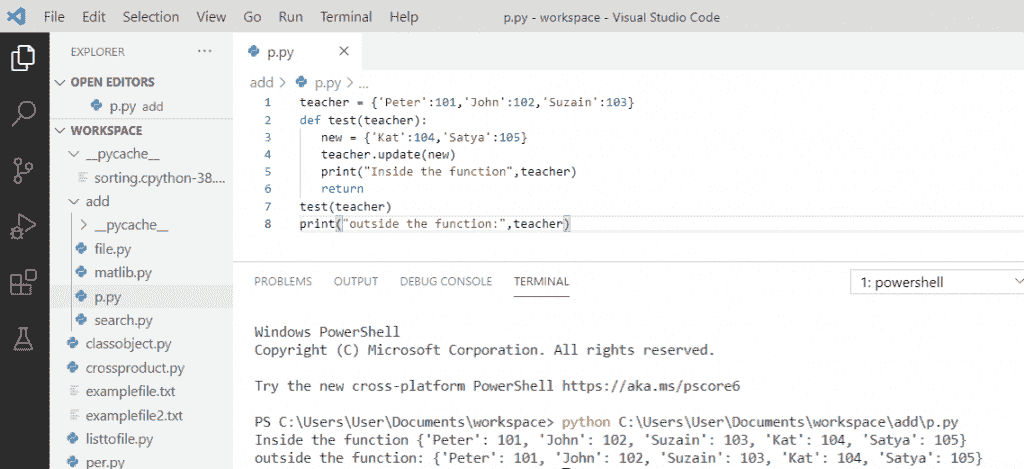 File Edit Selection View Go Run Terminal Help p.py - workspace - Visual Studio Code
EXPLORER ...
OPEN EDITORS
p.py add
WORKSPACE
__pycache__
sorting.cpython-38....
add
__pycache__
file.py
matlib.py
p.py
search.py
classobject.py
crossproduct.py
examplefile.txt
examplefile2.txt
listtofile.py
per.py
p.py
add > p.py > ...
1 teacher = {'Peter':101,'John':102,'Suzain':103}
2 def test(teacher):
3 new = {'Kat':104,'Satya':105}
4 teacher.update(new)
5 print("Inside the function",teacher)
6 return
7 test(teacher)
8 print("outside the function:",teacher)
PROBLEMS OUTPUT DEBUG CONSOLE TERMINAL 1: powershell
Windows PowerShell
Copyright (C) Microsoft Corporation. All rights reserved.
Try the new cross-platform PowerShell https://aka.ms/pscore6
PS C:\Users\User\Documents\workspace> python C:\Users\User\Documents\workspace\add\p.py
Inside the function {'Peter': 101, 'John': 102, 'Suzain': 103, 'Kat': 104, 'Satya': 105}
outside the function: {'Peter': 101, 'John': 102, 'Suzain': 103, 'Kat': 104, 'Satya': 105}